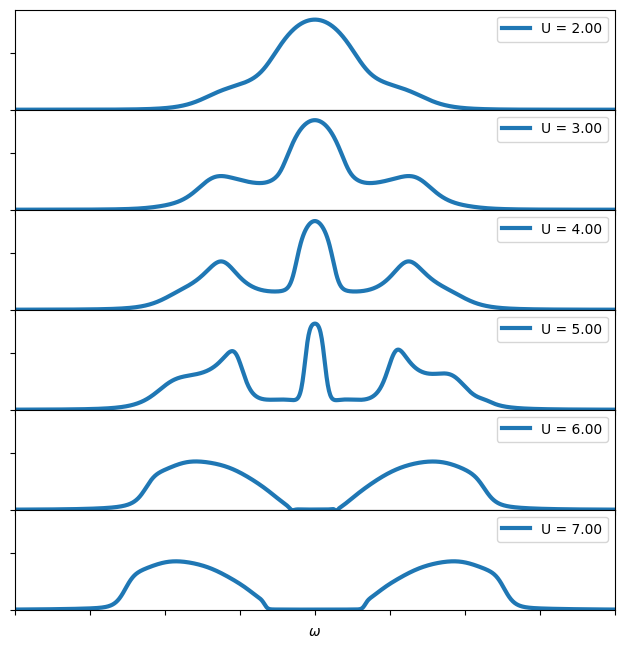 U = 2.00
U = 3.00
U = 4.00
U = 5.00
U = 6.00
U = 7.00
ω